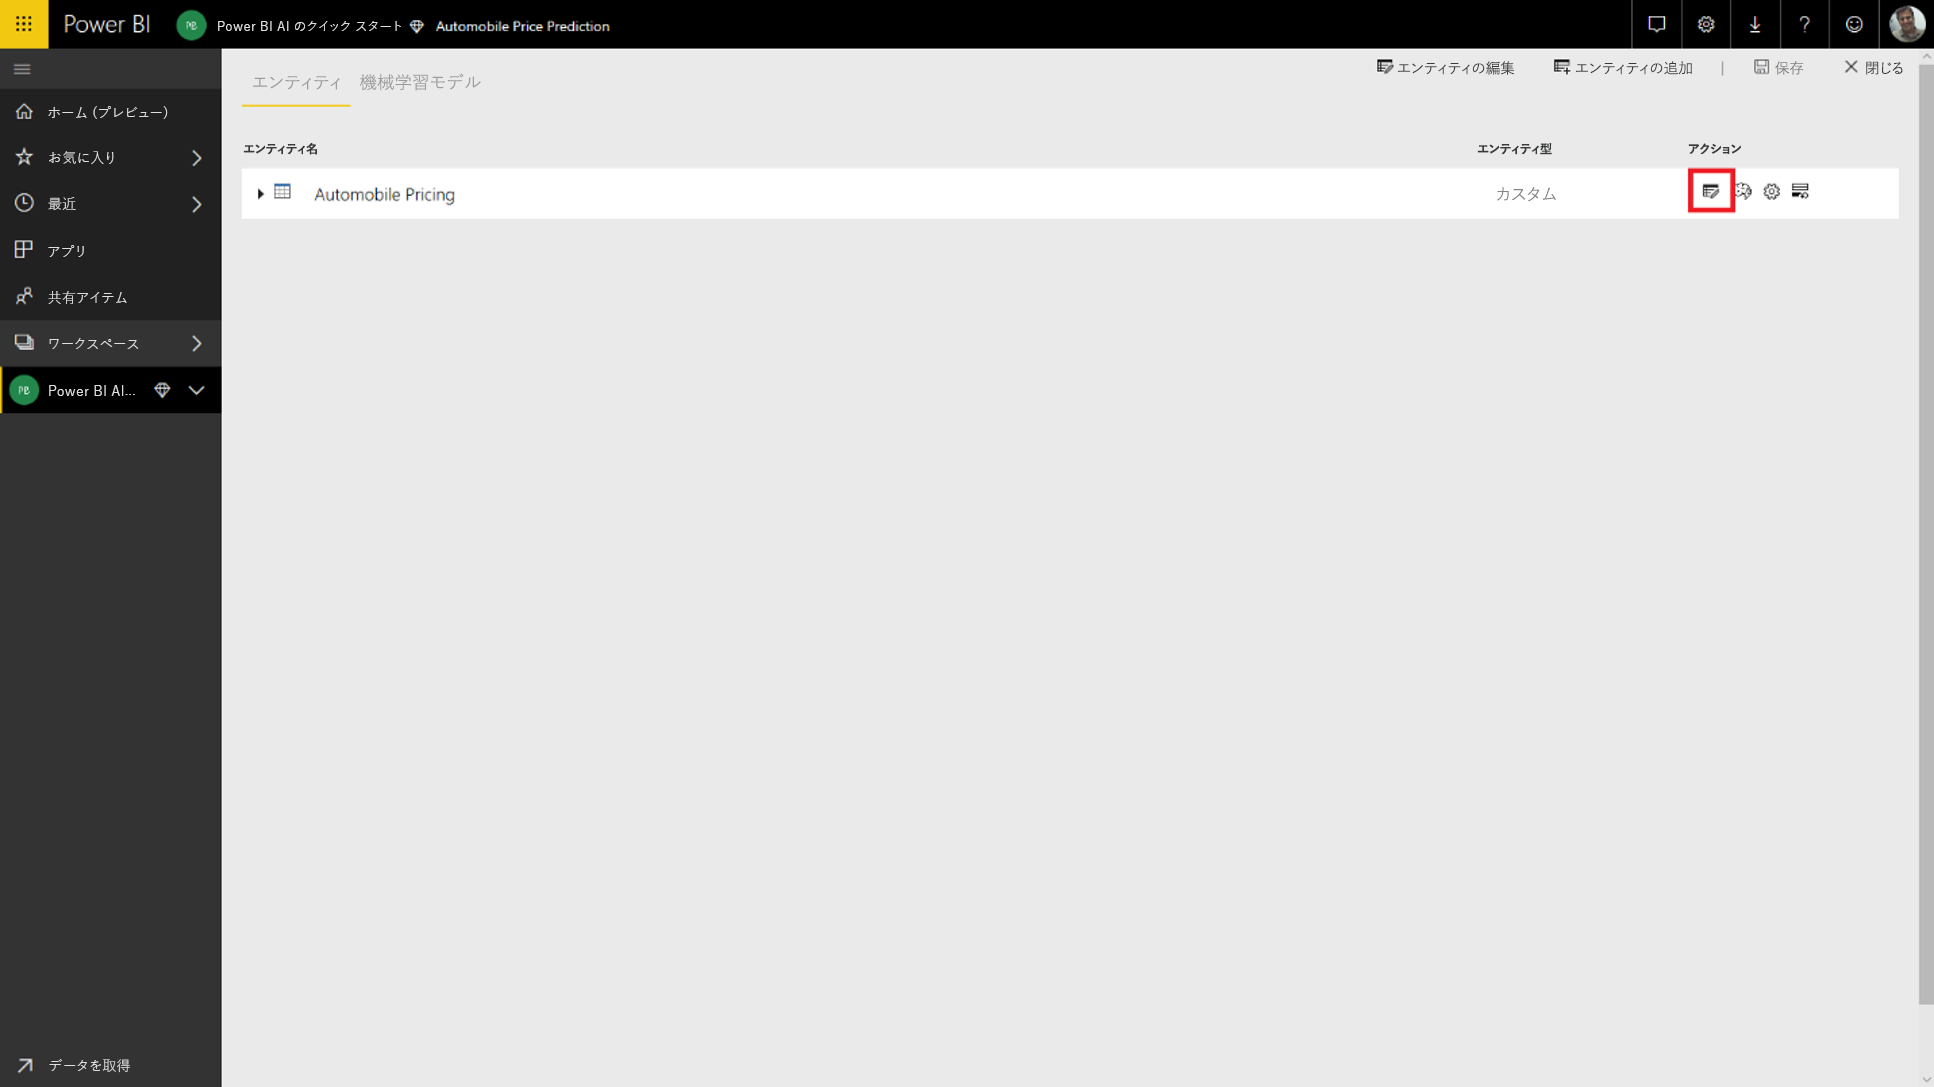 Power BI
PB
Power BI AI のクイック スタート
Automobile Price Prediction
?
エンティティ
機械学習モデル
エンティティの編集
エンティティの追加
|
保存
閉じる
ホーム (プレビュー)
お気に入り
最近
アプリ
共有アイテム
ワークスペース
PB
Power BI AI...
データを取得
エンティティ名
エンティティ型
アクション
Automobile Pricing
カスタム